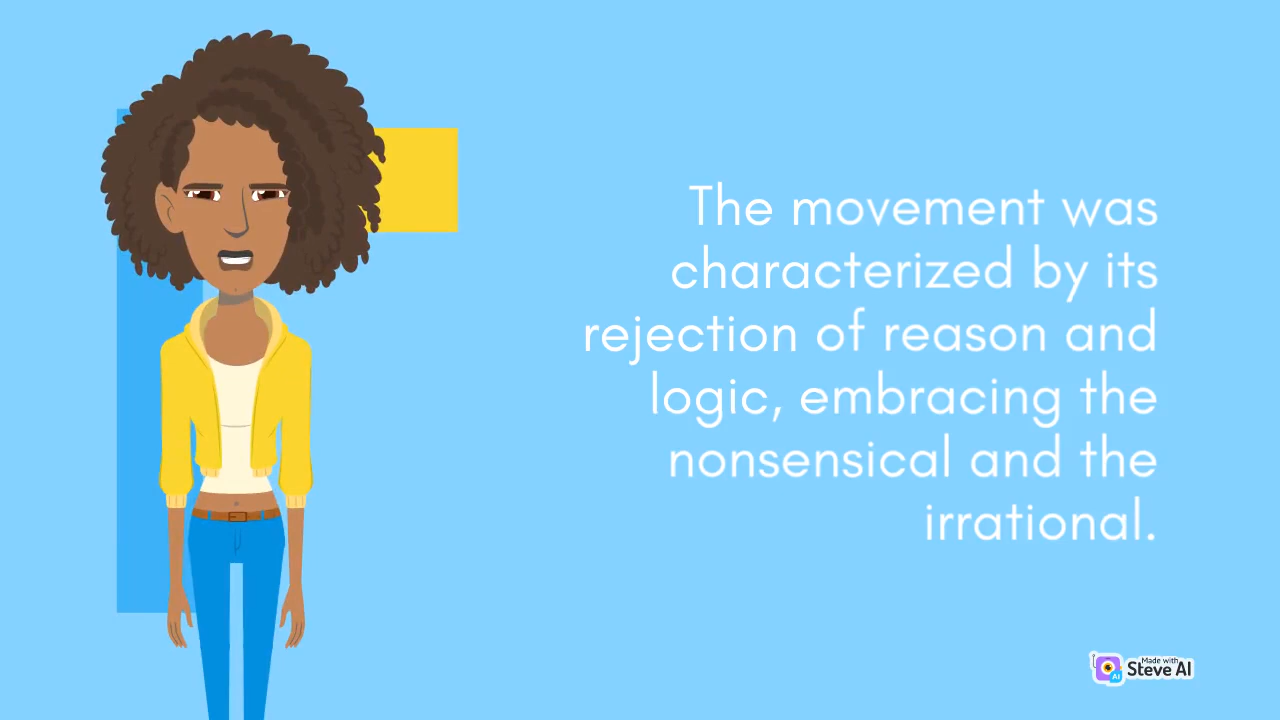 The movement was
characterized by its
rejection of reason and
logic, embracing the
nonsensical and the
irrational.
Made with
Steve AI
AI